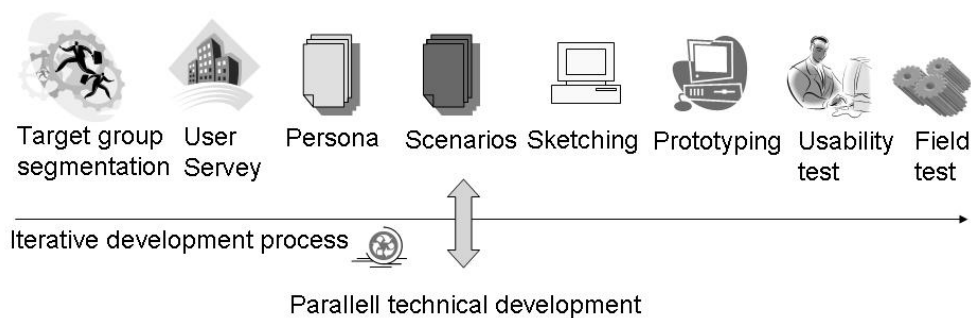 Target group
segmentation
User
Servey
Persona
Scenarios
Sketching
Prototyping
Usability
test
Field
test
Iterative development process
Parallell technical development